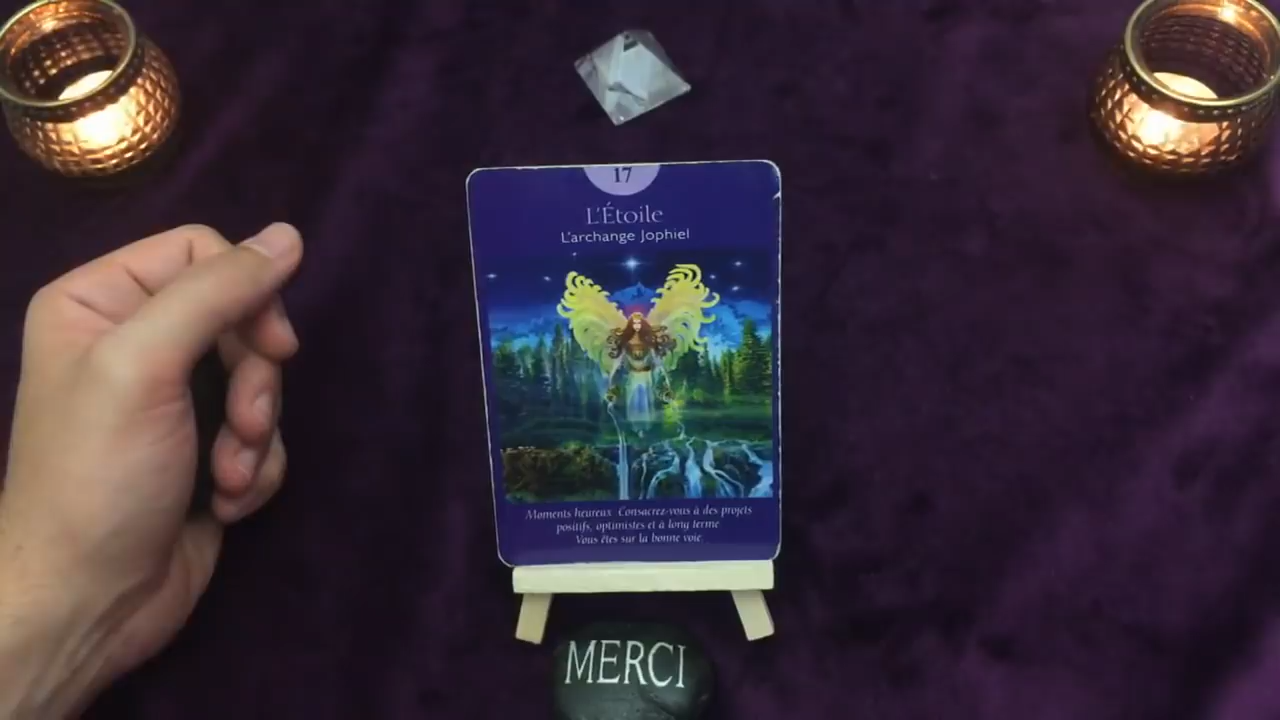 17
L'Étoile
L'archange Jophiel
Moments heureux Consacrez-vous à des projets
positifs, optimistes et à long terme
Vous êtes sur la bonne voie
MERCI